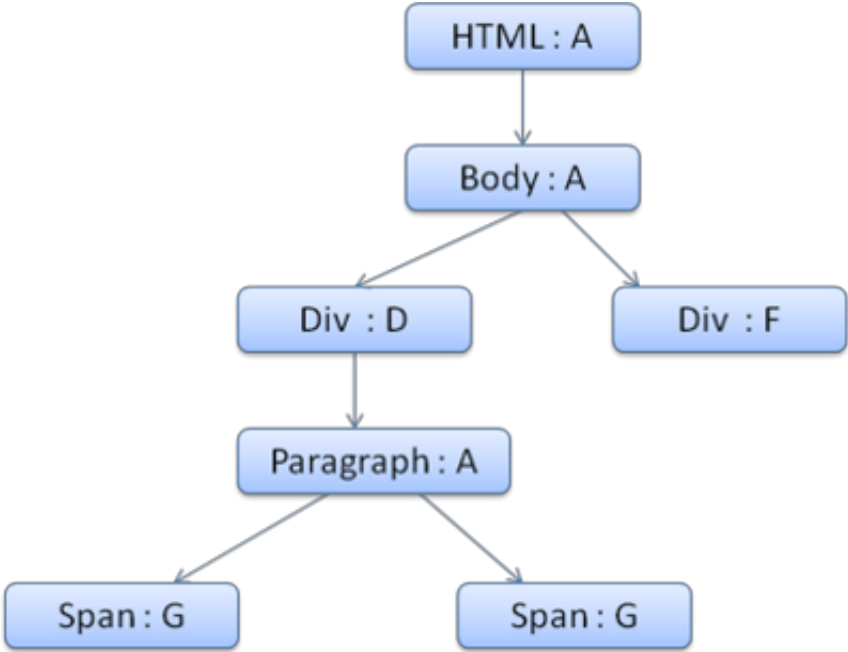 HTML : A
Body : A
Div : D
Div : F
Paragraph : A
Span : G
Span : G